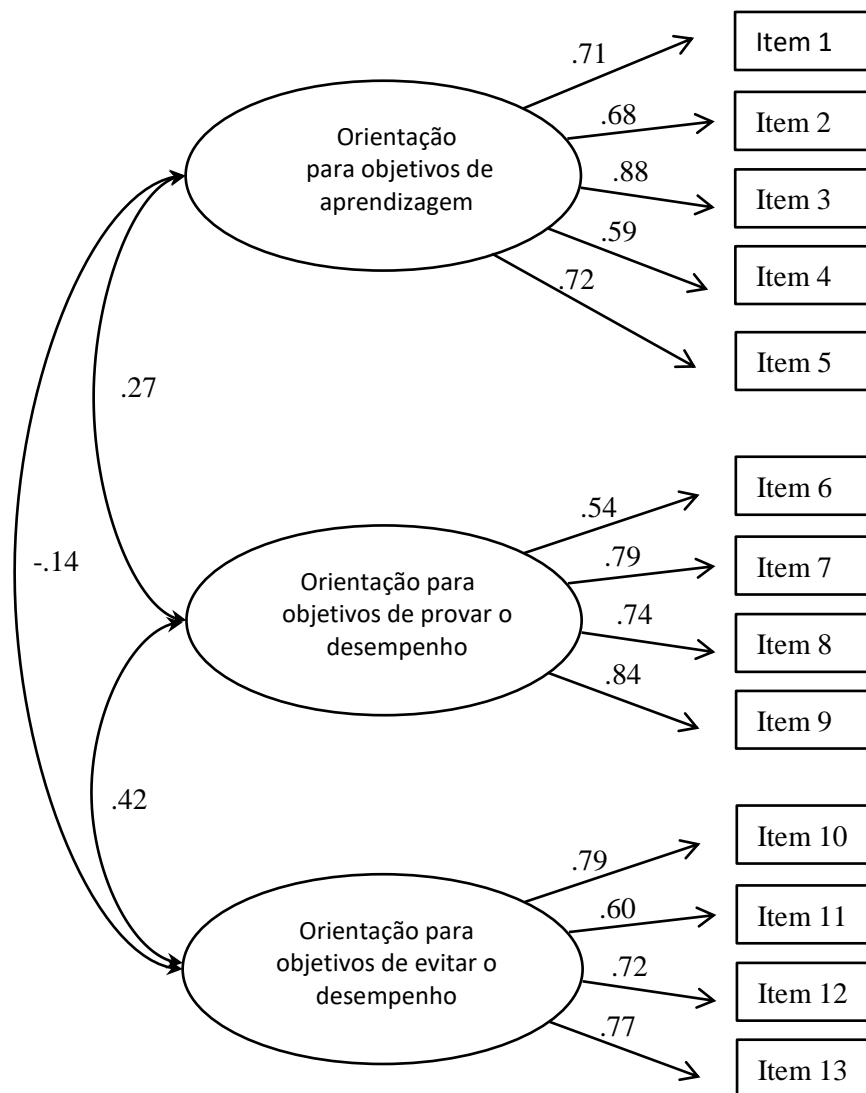 Item 1
.71
.68
Item 2
Orientação
para objetivos de
aprendizagem
.88
Item 3
.59
Item 4
.72
Item 5
.27
Item 6
.54
-.14
.79
Item 7
Orientação para
objetivos de provar o
desempenho
.74
Item 8
.84
Item 9
.42
Item 10
.79
.60
Item 11
Orientação para
objetivos de evitar o
desempenho
.72
Item 12
.77
Item 13